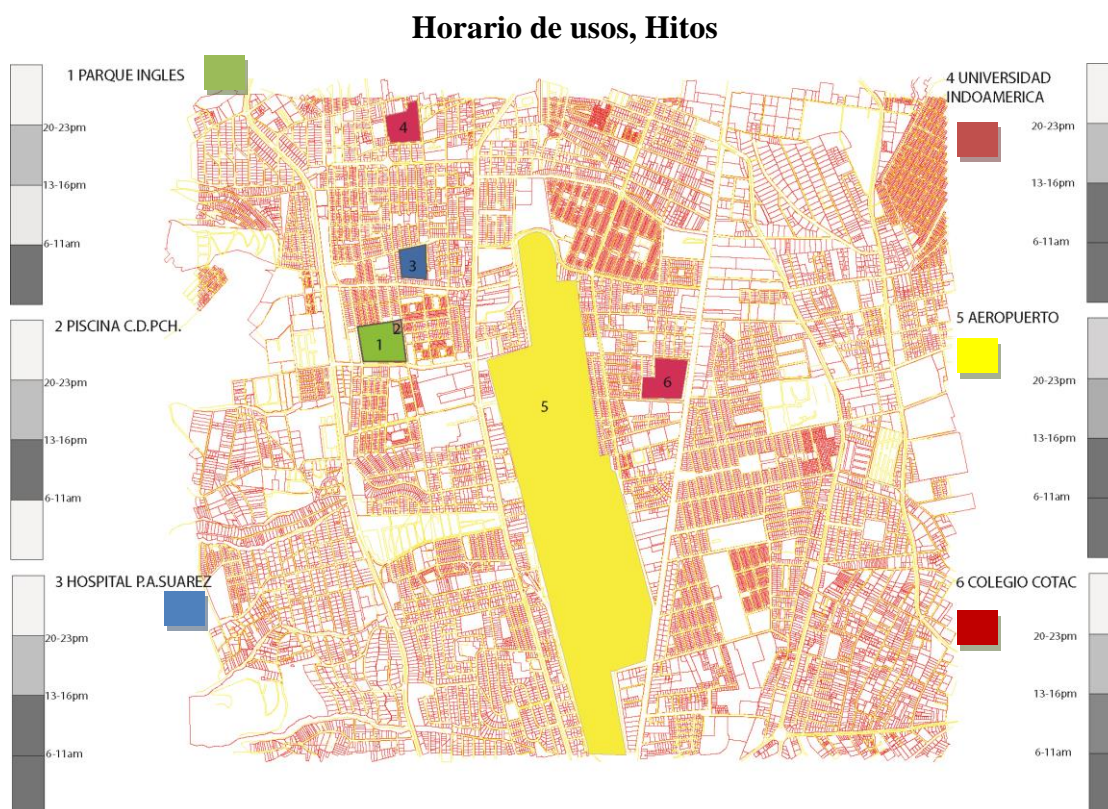 Horario de usos, Hitos
1 PARQUE INGLES
20-23pm
13-16pm
6-11am
2 PISCINA C.D.PCH.
20-23pm
13-16pm
6-11am
3 HOSPITAL P.A.SUAREZ
20-23pm
13-16pm
6-11am
4
3
2
1
5
6
4 UNIVERSIDAD
INDOAMERICA
20-23pm
13-16pm
6-11am
5 AEROPUERTO
20-23pm
13-16pm
6-11am
6 COLEGIO COTAC
20-23pm
13-16pm
6-11am